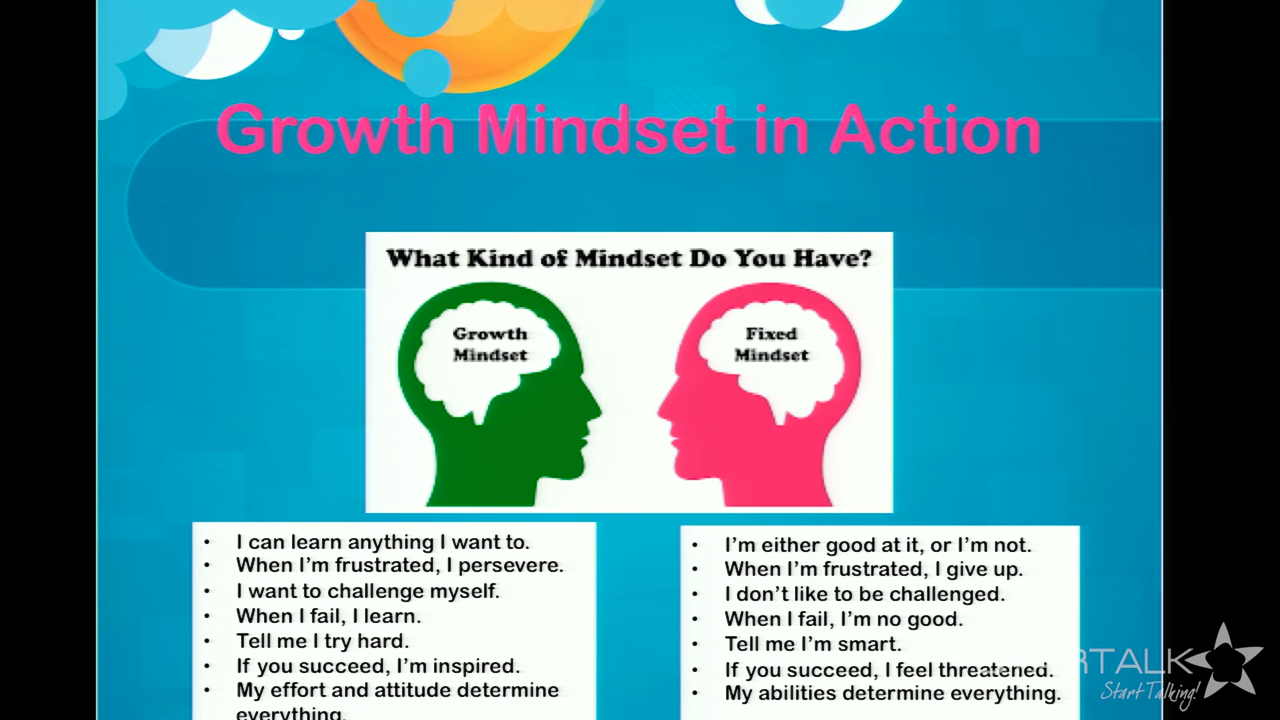 Growth Mindset in Action
What Kind of Mindset Do You Have?
Growth
Mindset
Fixed
Mindset
• I can learn anything I want to.
• When I'm frustrated, I persevere.
• I want to challenge myself.
• When I fail, I learn.
• Tell me I try hard.
• If you succeed, I'm inspired.
• My effort and attitude determine
everything.
• I'm either good at it, or I'm not.
• When I'm frustrated, I give up.
• I don't like to be challenged.
• When I fail, I'm no good.
• Tell me I'm smart.
• If you succeed, I feel threatened.
• My abilities determine everything.
Start Talking!